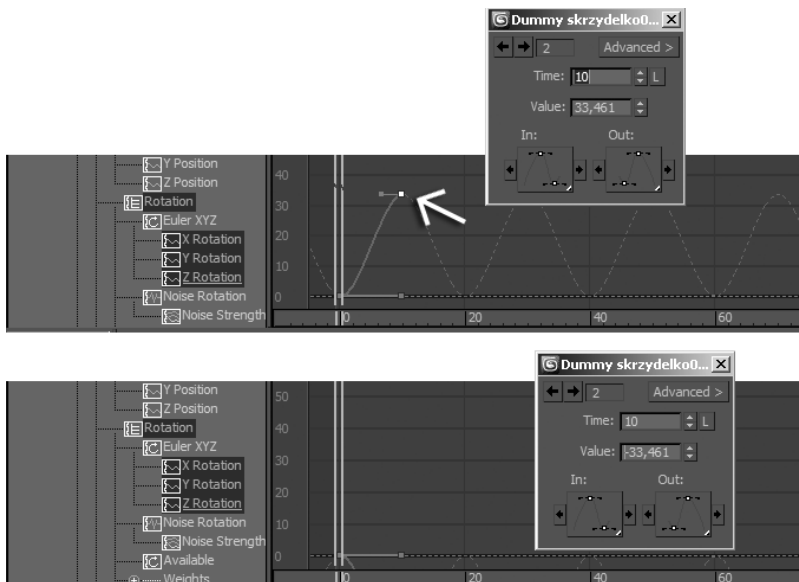 Dummy skrzydelko0...
2 Advanced >
Time: 10 L
Value: 33,461
In: Out:
Y Position
Z Position
Rotation
Euler XYZ
X Rotation
Y Rotation
Z Rotation
Noise Rotation
Noise Strength
40
30
20
10
0
0 20 40 60
Dummy skrzydelko0...
2 Advanced >
Time: 10 L
Value: -33,461
In: Out:
Y Position
Z Position
Rotation
Euler XYZ
X Rotation
Y Rotation
Z Rotation
Noise Rotation
Noise Strength
Available
Weights
50
40
30
20
10
0
0 20 40 60